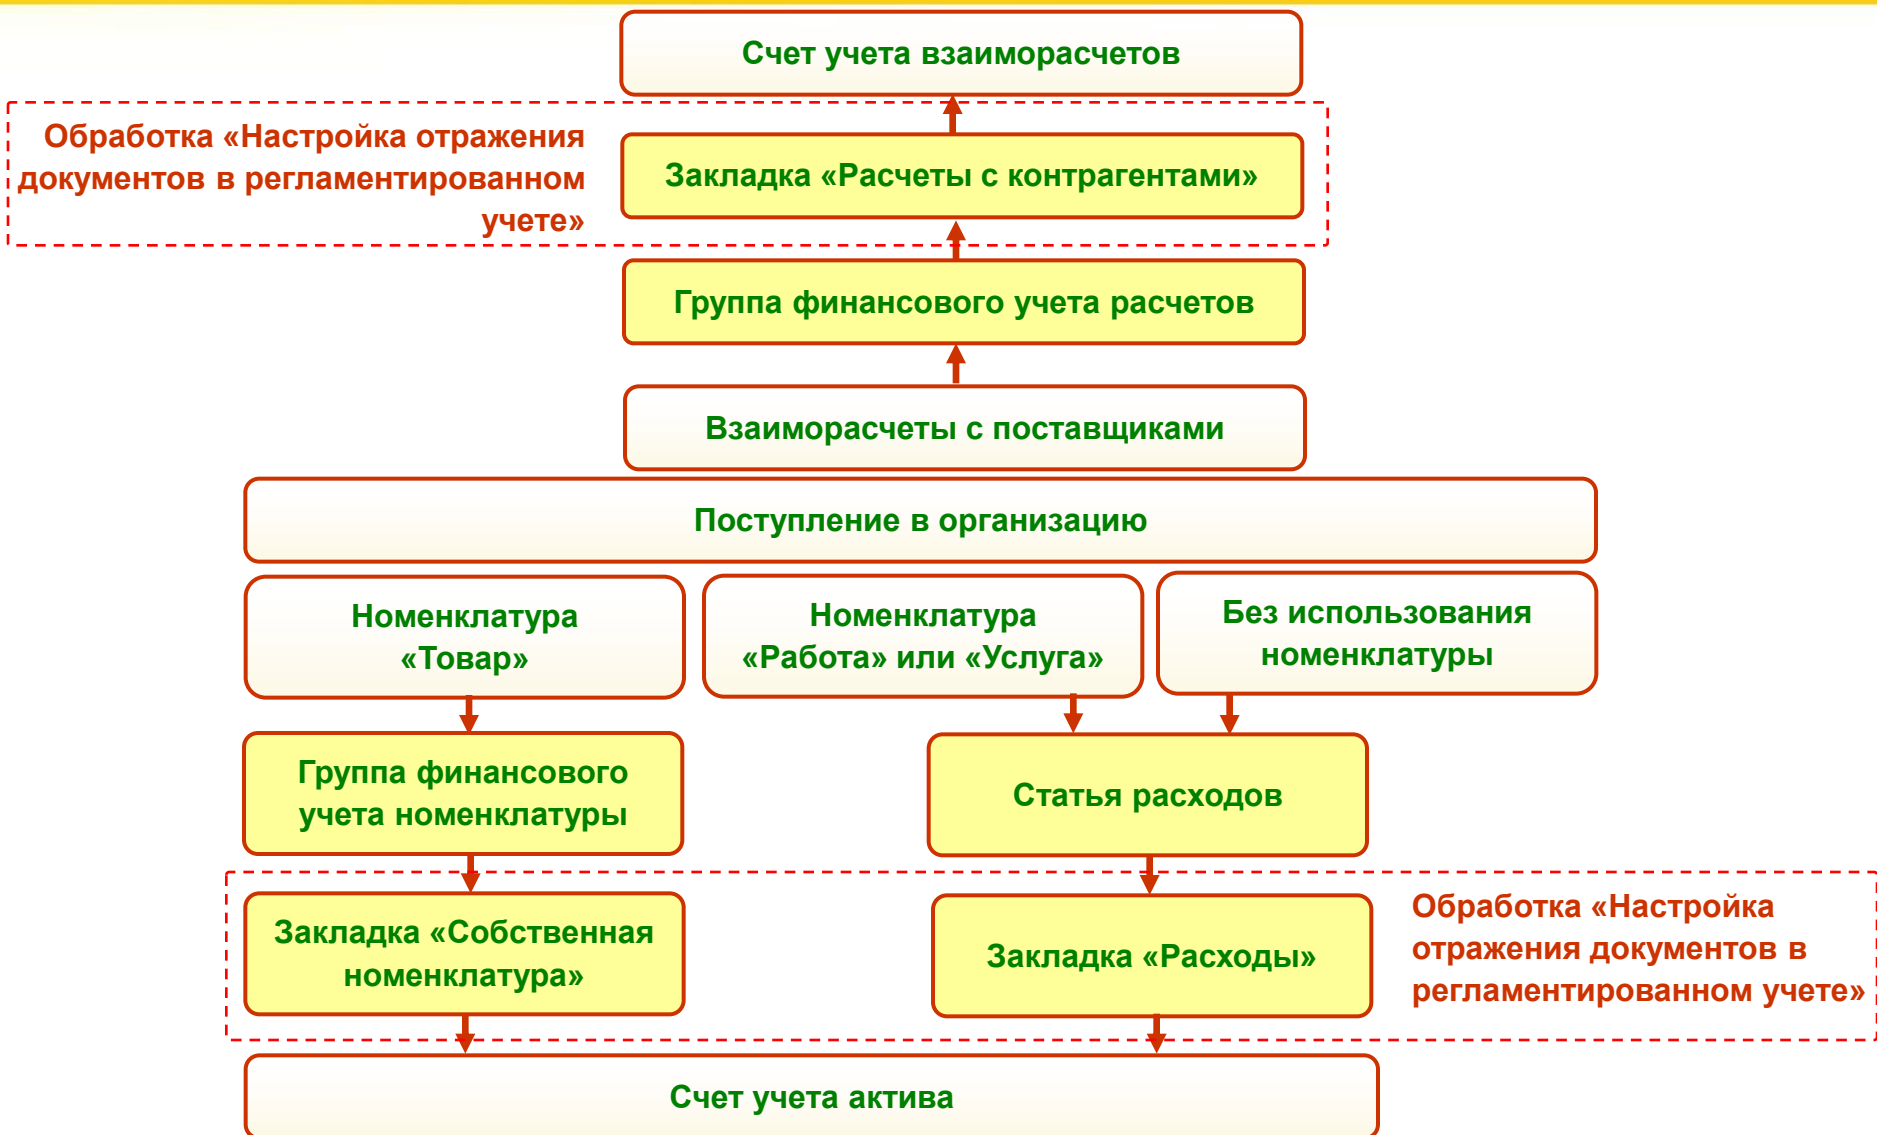 Счет учета взаиморасчетов
Обработка «Настройка отражения
документов в регламентированном
учете»
Закладка «Расчеты с контрагентами»
Группа финансового учета расчетов
Взаиморасчеты с поставщиками
Поступление в организацию
Номенклатура
«Товар»
Номенклатура
«Работа» или «Услуга»
Без использования
номенклатуры
Группа финансового
учета номенклатуры
Статья расходов
Закладка «Собственная
номенклатура»
Закладка «Расходы»
Обработка «Настройка
отражения документов в
регламентированном учете»
Счет учета актива